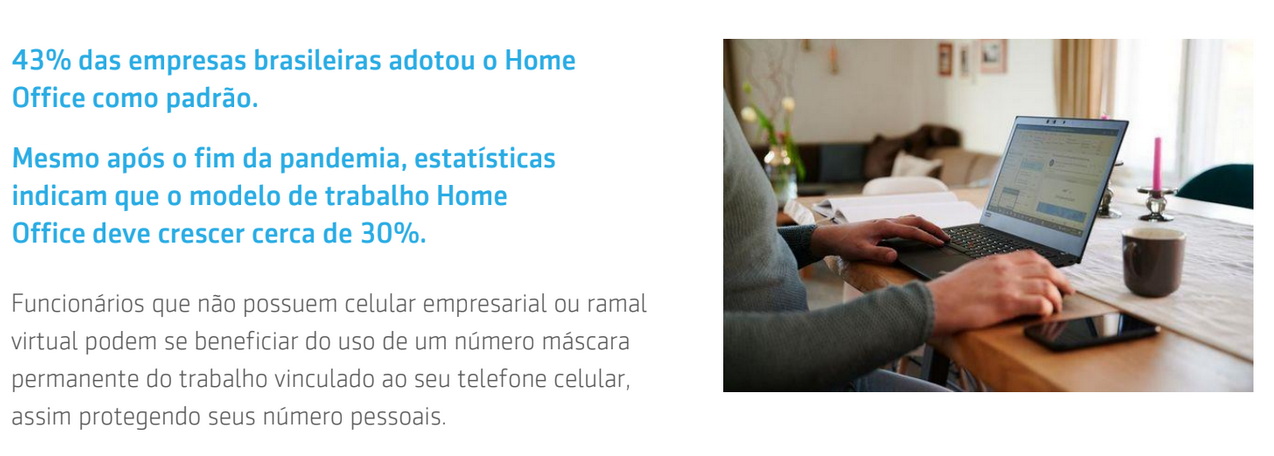 43% das empresas brasileiras adotou o Home
Office como padrão.
Mesmo após o fim da pandemia, estatísticas
indicam que o modelo de trabalho Home
Office deve crescer cerca de 30%.
Funcionários que não possuem celular empresarial ou ramal
virtual podem se beneficiar do uso de um número máscara
permanente do trabalho vinculado ao seu telefone celular,
assim protegendo seus número pessoais.